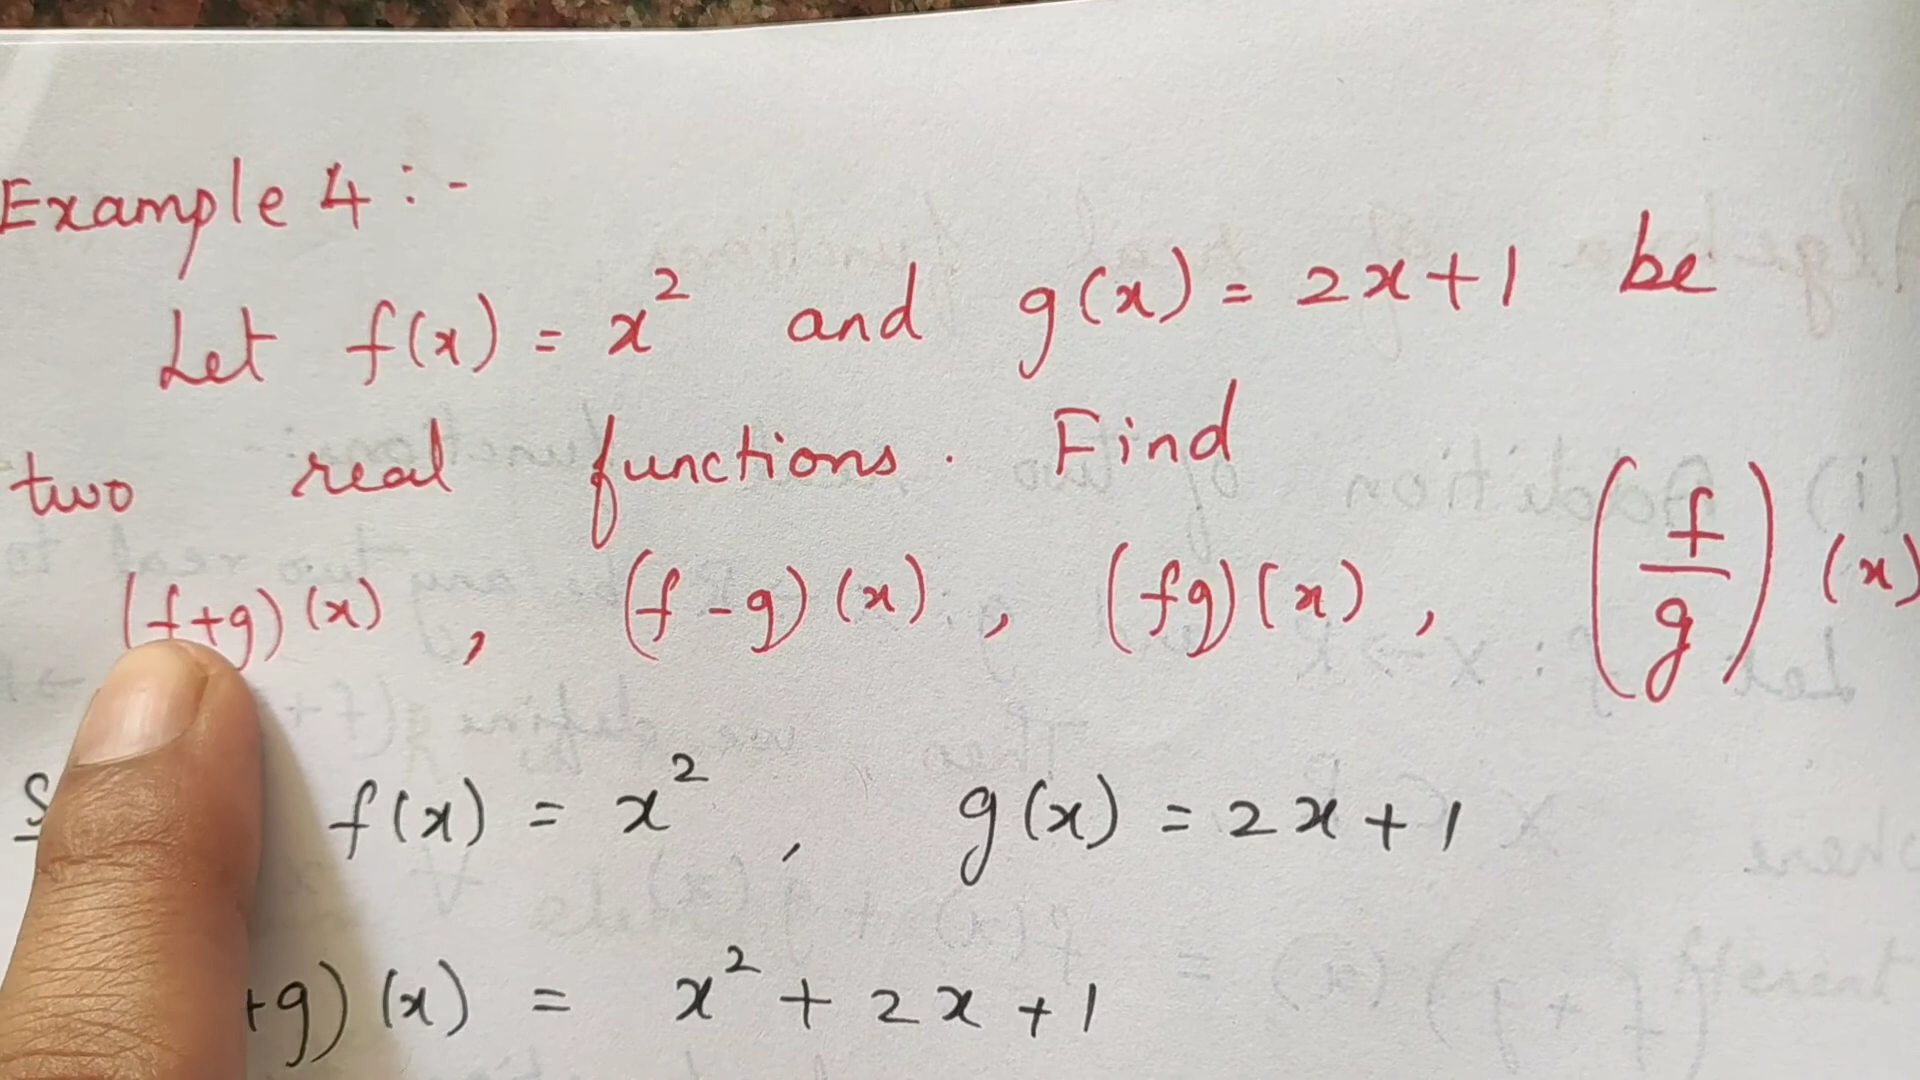 Example 4 :-
Let f(x) = x² and g(x) = 2x+1 be
two real functions. Find
(f+g)(x), (f-g)(x), (fg)(x), (f/g)(x)
f(x) = x², g(x) = 2x+1
+g)(x) = x² + 2x + 1